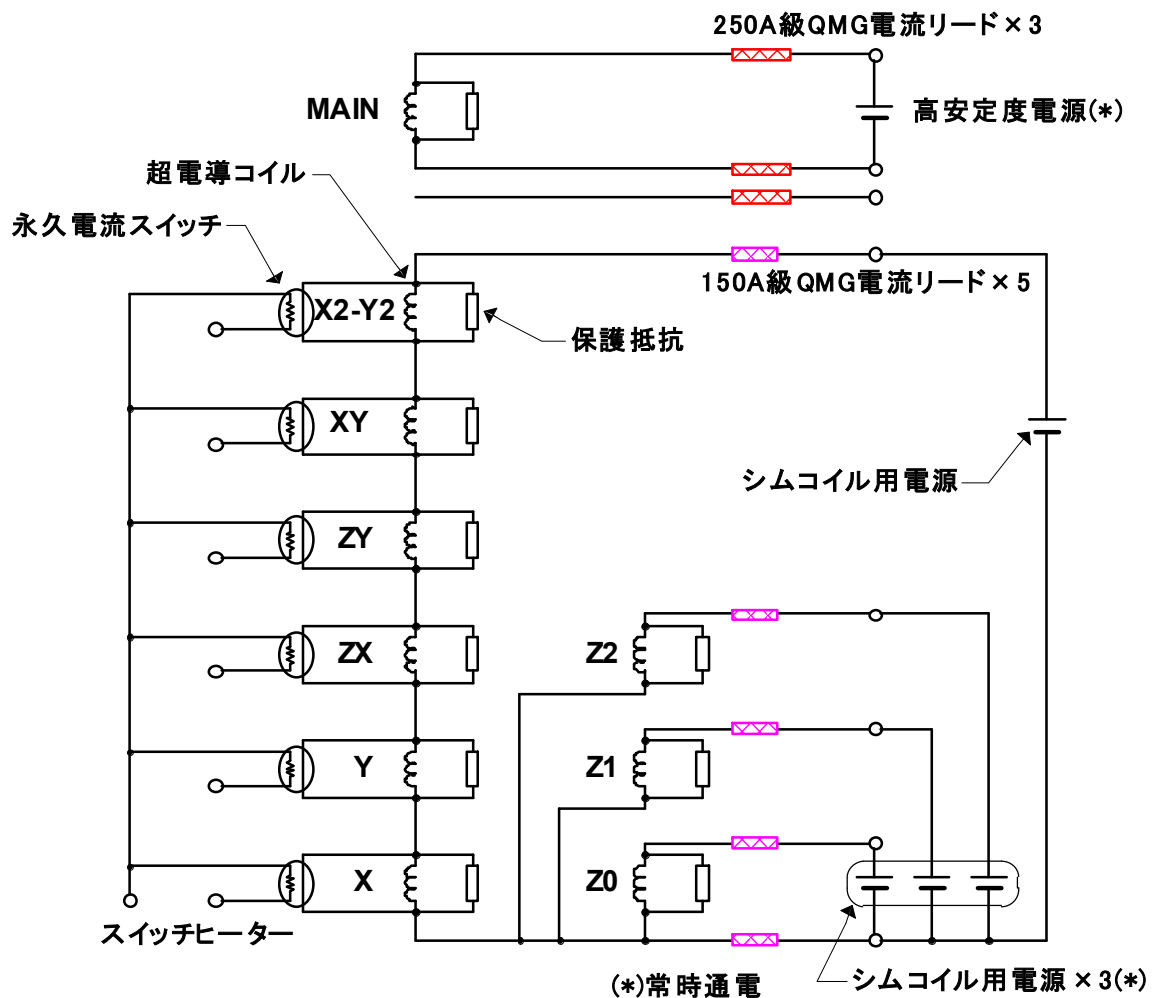 250A級QMG電流リード×3
MAIN
高安定度電源(*)
超電導コイル
永久電流スイッチ
150A級QMG電流リード×5
X2-Y2
保護抵抗
XY
シムコイル用電源
ZY
ZX
Z2
Y
Z1
X
Z0
スイッチヒーター
(*)常時通電
シムコイル用電源×3(*)